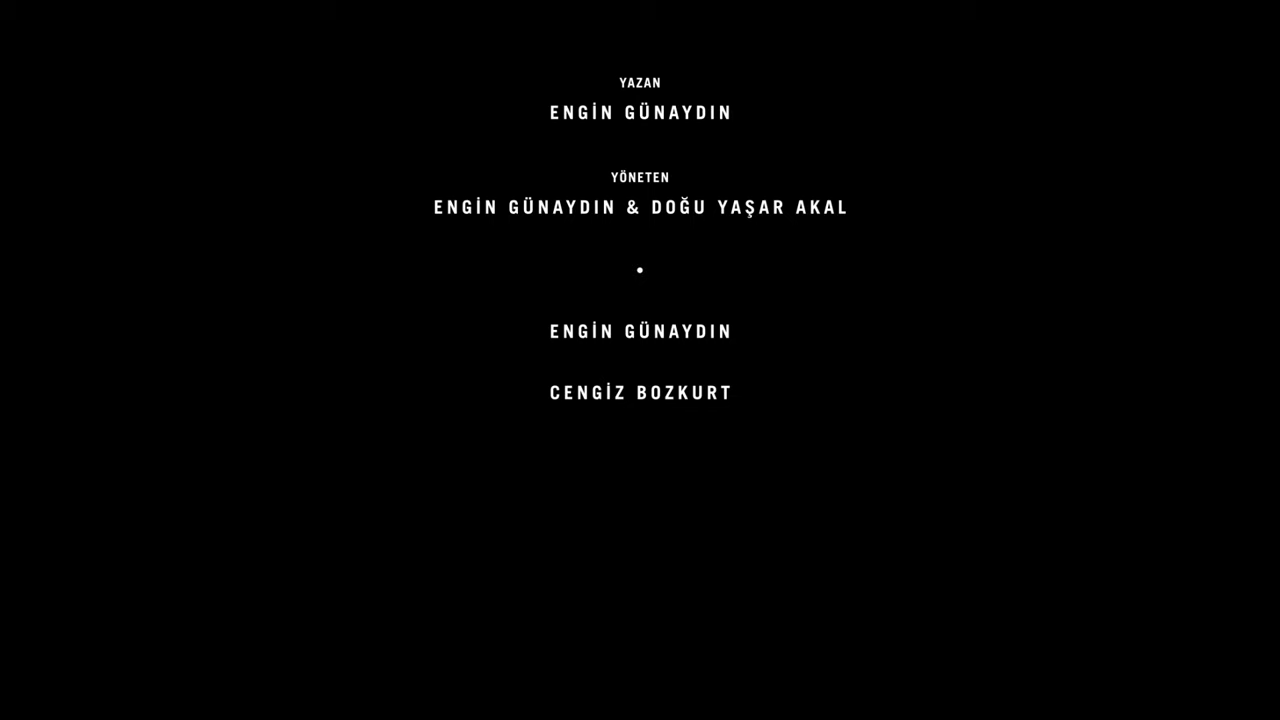 YAZAN
ENGİN GÜNAYDIN
YÖNETEN
ENGİN GÜNAYDIN & DOĞU YAŞAR AKAL
•
ENGİN GÜNAYDIN
CENGİZ BOZKURT